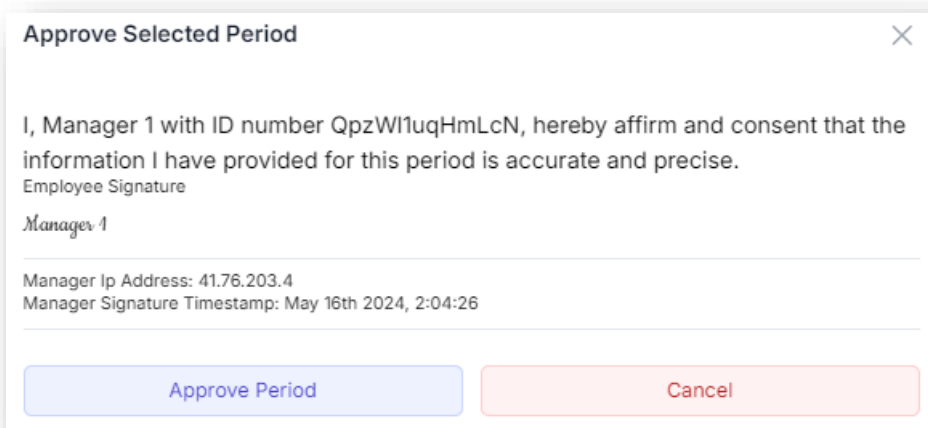 Approve Selected Period
I, Manager 1 with ID number QpzWI1uqHmLcN, hereby affirm and consent that the
information I have provided for this period is accurate and precise.
Employee Signature
Manager 1
Manager Ip Address: 41.76.203.4
Manager Signature Timestamp: May 16th 2024, 2:04:26
Approve Period
Cancel